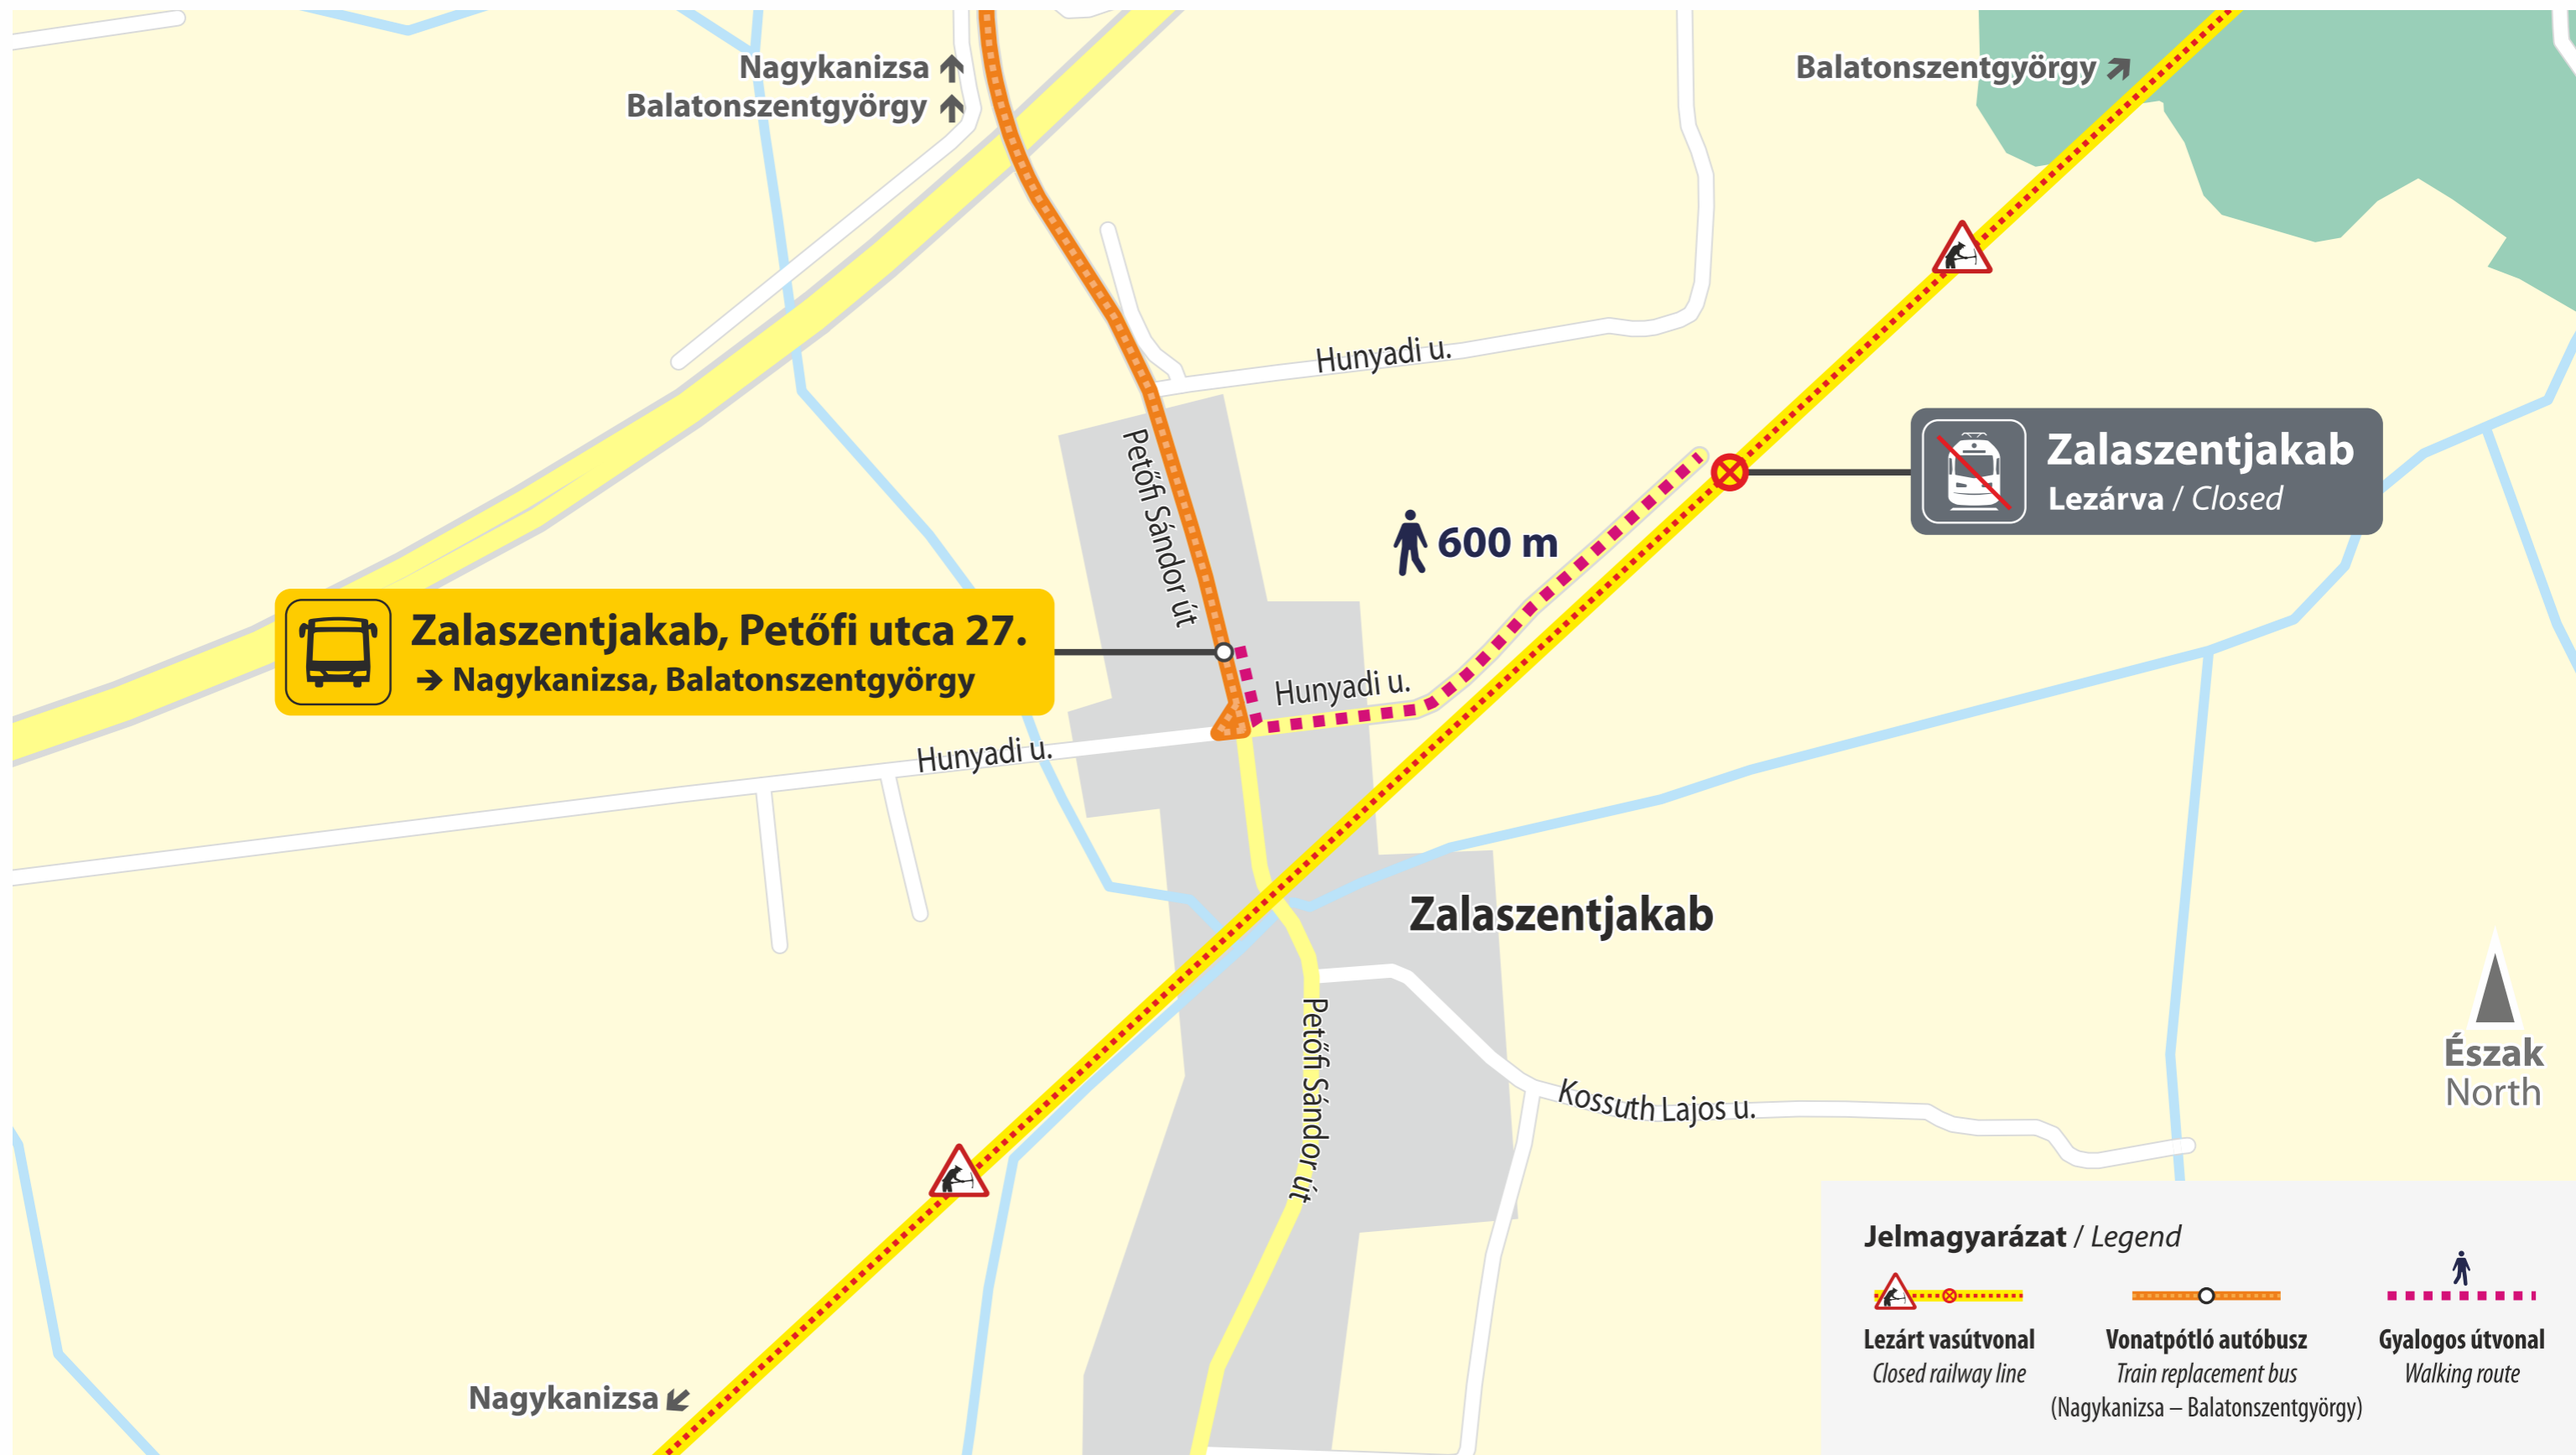 Nagykanizsa ↑
Balatonszentgyörgy ↑
Balatonszentgyörgy ↗
Hunyadi u.
Petőfi Sándor út
Zalaszentjakab
Lezárva / Closed
600 m
Zalaszentjakab, Petőfi utca 27.
→ Nagykanizsa, Balatonszentgyörgy
Hunyadi u.
Hunyadi u.
Zalaszentjakab
Petőfi Sándor út
Kossuth Lajos u.
Észak
North
Nagykanizsa ↙
Jelmagyarázat / Legend
Lezárt vasútvonal
Closed railway line
Vonatpótló autóbusz
Train replacement bus
(Nagykanizsa – Balatonszentgyörgy)
Gyalogos útvonal
Walking route